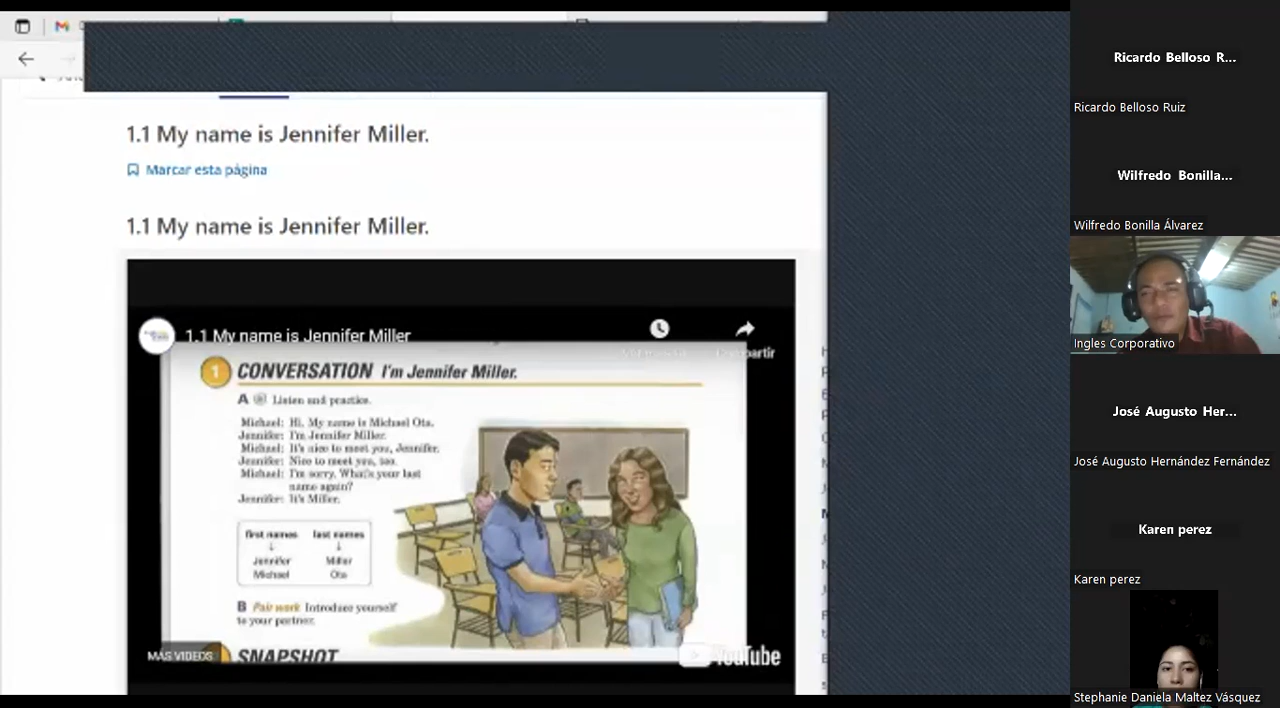 1.1 My name is Jennifer Miller.
Marcar esta página
1.1 My name is Jennifer Miller.
1.1 My name is Jennifer Miller
1 CONVERSATION I'm Jennifer Miller.
A Listen and practice.
Michael: Hi. My name is Michael Ota.
Jennifer: I'm Jennifer Miller.
Michael: It's nice to meet you, Jennifer.
Jennifer: Nice to meet you, too.
Michael: I'm sorry. What's your last
name again?
Jennifer: It's Miller.
first names last names
↓ ↓
Jennifer Miller
Michael Ota
B Pair work Introduce yourself
to your partner.
MÁS VIDEOS
SNAPSHOT
YouTube
Ricardo Belloso R...
Ricardo Belloso Ruiz
Wilfredo Bonilla...
Wilfredo Bonilla Álvarez
Ingles Corporativo
José Augusto Her...
José Augusto Hernández Fernández
Karen perez
Karen perez
Stephanie Daniela Maltez Vásquez